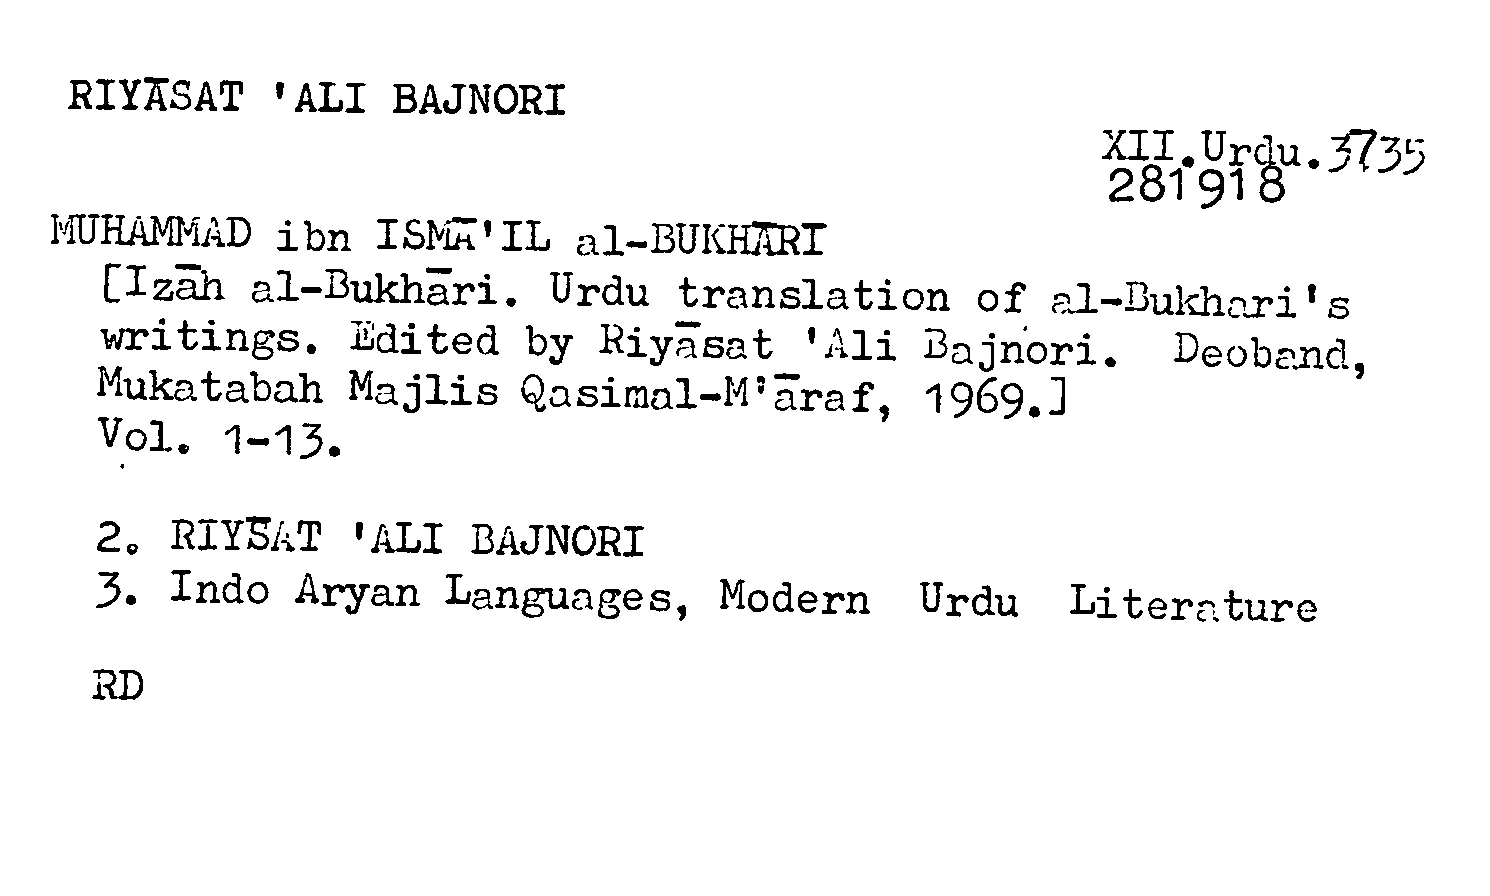 RIYĀSAT 'ALI BAJNORI
XII.Urdu.3735
281918
MUHAMMAD ibn ISMĀ'IL al-BUKHĀRI
[Izāh al-Bukhāri. Urdu translation of al-Bukhari's
writings. Edited by Riyāsat 'Ali Bajnori. Deoband,
Mukatabah Majlis Qasimal-M'āraf, 1969.]
Vol. 1-13.
2. RIYS̄AT 'ALI BAJNORI
3. Indo Aryan Languages, Modern Urdu Literature
RD